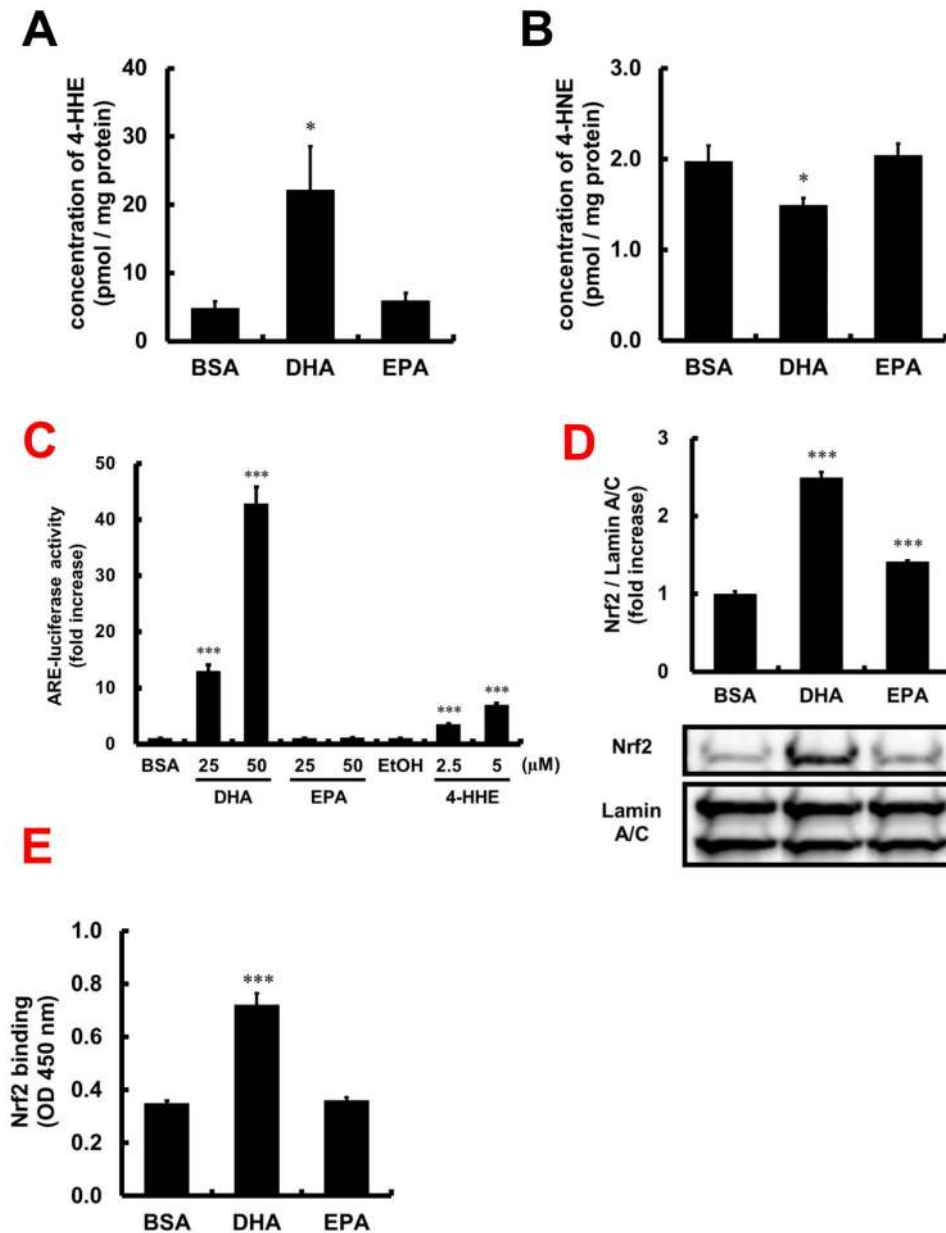 A
concentration of 4-HHE
(pmol / mg protein)
40
30
20
10
0
*
BSA DHA EPA
B
concentration of 4-HNE
(pmol / mg protein)
3.0
2.0
1.0
0.0
*
BSA DHA EPA
C
ARE-luciferase activity
(fold increase)
50
40
30
20
10
0
*** *** *** ***
BSA 25 50 25 50 EtOH 2.5 5 (μM)
DHA EPA 4-HHE
D
Nrf2 / Lamin A/C
(fold increase)
3
2
1
0
*** ***
BSA DHA EPA
Nrf2
Lamin
A/C
E
Nrf2 binding
(OD 450 nm)
1.0
0.8
0.6
0.4
0.2
0.0
***
BSA DHA EPA